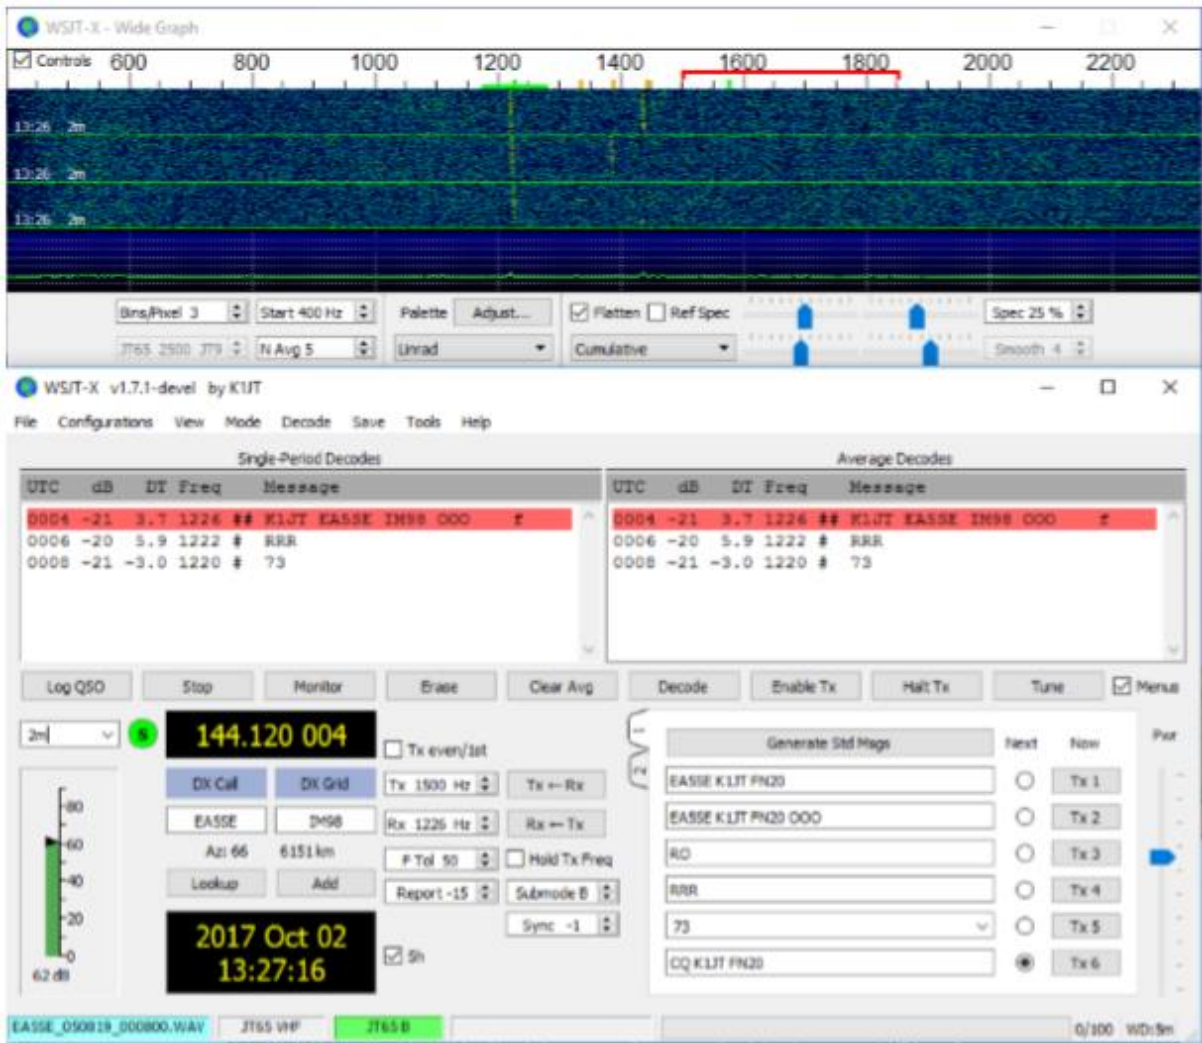 WSJT-X - Wide Graph
Controls 600 800 1000 1200 1400 1600 1800 2000 2200
13:26 2m
13:26 2m
13:26 2m
Bins/Pixel 3 Start 400 Hz Palette Adjust... Flatten Ref Spec Spec 25 %
JT65 2500 JT9 N Avg 5 Linrad Cumulative Smooth 4
WSJT-X v1.7.1-devel by K1JT
File Configurations View Mode Decode Save Tools Help
Single-Period Decodes Average Decodes
UTC dB DT Freq Message UTC dB DT Freq Message
0004 -21 3.7 1226 ## K1JT EA5SE IM98 OOO f 0004 -21 3.7 1226 ## K1JT EA5SE IM98 OOO f
0006 -20 5.9 1222 # RRR 0006 -20 5.9 1222 # RRR
0008 -21 -3.0 1220 # 73 0008 -21 -3.0 1220 # 73
Log QSO Stop Monitor Erase Clear Avg Decode Enable Tx Halt Tx Tune Menus
2m S 144.120 004 Tx even/1st 1 Generate Std Msgs Next Now Pwr
DX Call DX Grid Tx 1500 Hz Tx ← Rx 2 EA5SE K1JT FN20 Tx 1
80 EA5SE IM98 Rx 1226 Hz Rx ← Tx EA5SE K1JT FN20 OOO Tx 2
60 Az: 66 6151 km F Tol 50 Hold Tx Freq RO Tx 3
40 Lookup Add Report -15 Submode B RRR Tx 4
20 2017 Oct 02 Sync -1 73 Tx 5
0 13:27:16 Sh CQ K1JT FN20 Tx 6
62 dB
EA5SE_050819_000800.WAV JT65 VHF JT65 B 0/100 WD:5m